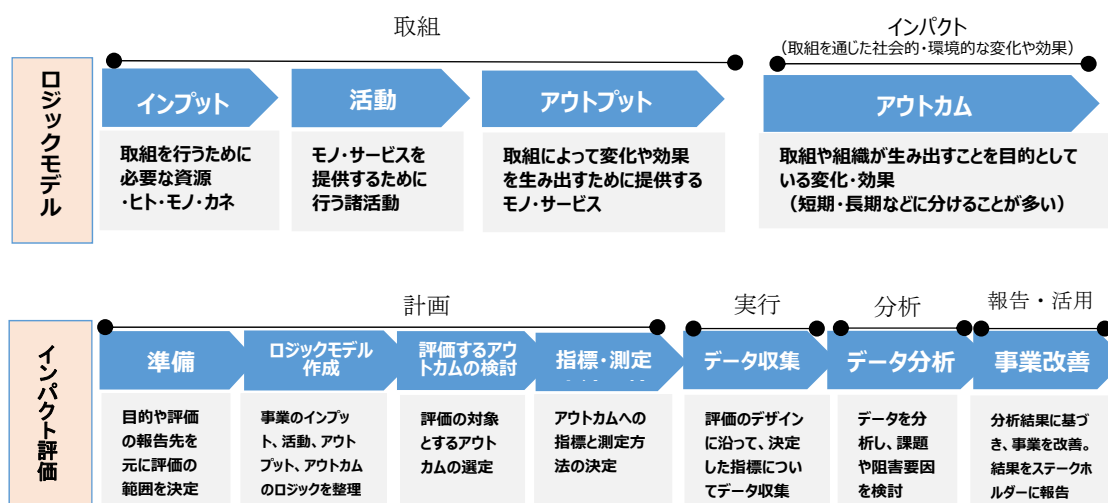 取組
インパクト
（取組を通じた社会的・環境的な変化や効果）
ロジックモデル
インプット
活動
アウトプット
アウトカム
取組を行うために
必要な資源
・ヒト・モノ・カネ
モノ・サービスを
提供するために
行う諸活動
取組によって変化や効果
を生み出すために提供する
モノ・サービス
取組や組織が生み出すことを目的として
いる変化・効果
（短期・長期などに分けることが多い）
計画
実行
分析
報告・活用
インパクト評価
準備
ロジックモデル
作成
評価するアウ
トカムの検討
指標・測定
データ収集
データ分析
事業改善
目的や評価
の報告先を
元に評価の
範囲を決定
事業のインプッ
ト、活動、アウト
プット、アウトカム
のロジックを整理
評価の対象
とするアウト
カムの選定
アウトカムへの
指標と測定方
法の決定
評価のデザイン
に沿って、決定
した指標につい
てデータ収集
データを分
析し、課題
や阻害要因
を検討
分析結果に基づ
き、事業を改善。
結果をステークホ
ルダーに報告